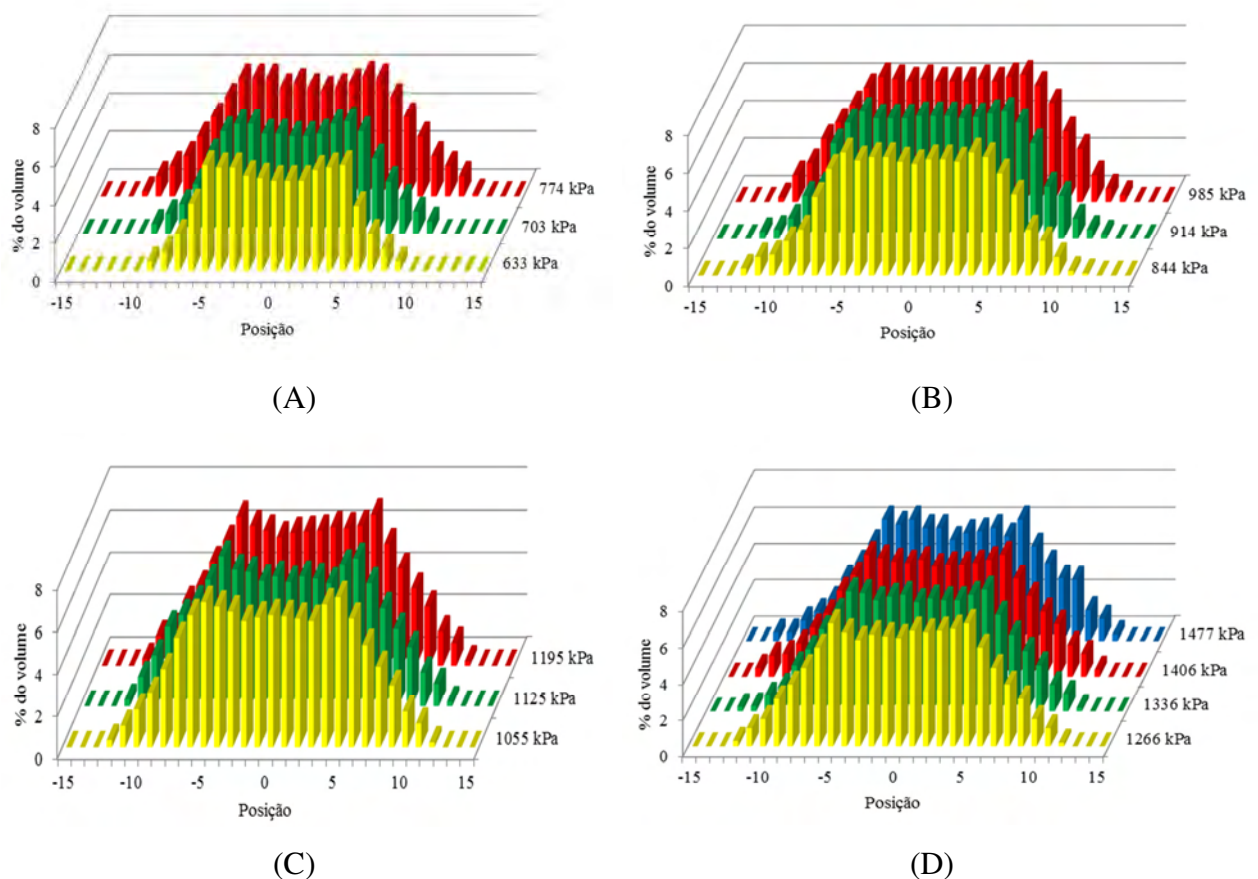 8
6
4
2
0
% do volume
-15 -10 -5 0 5 10 15
Posição
774 kPa
703 kPa
633 kPa
(A)
8
6
4
2
0
% do volume
-15 -10 -5 0 5 10 15
Posição
985 kPa
914 kPa
844 kPa
(B)
8
6
4
2
0
% do volume
-15 -10 -5 0 5 10 15
Posição
1195 kPa
1125 kPa
1055 kPa
(C)
8
6
4
2
0
% do volume
-15 -10 -5 0 5 10 15
Posição
1477 kPa
1406 kPa
1336 kPa
1266 kPa
(D)